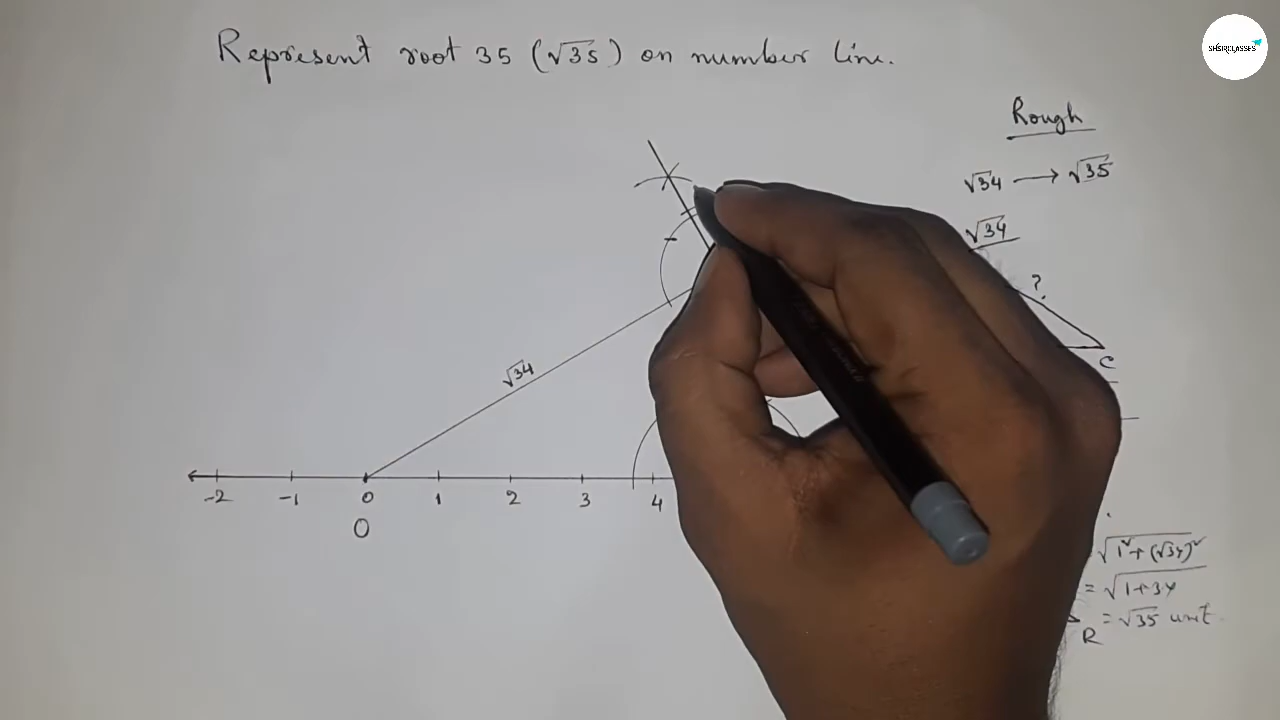 Represent root 35 (√35) on number line.
SHSIRCLASSES
Rough
√34 → √35
√34
?
C
√34
-2 -1 0 1 2 3 4
O
√1²+(√34)²
= √1+34
= √35 unit
R